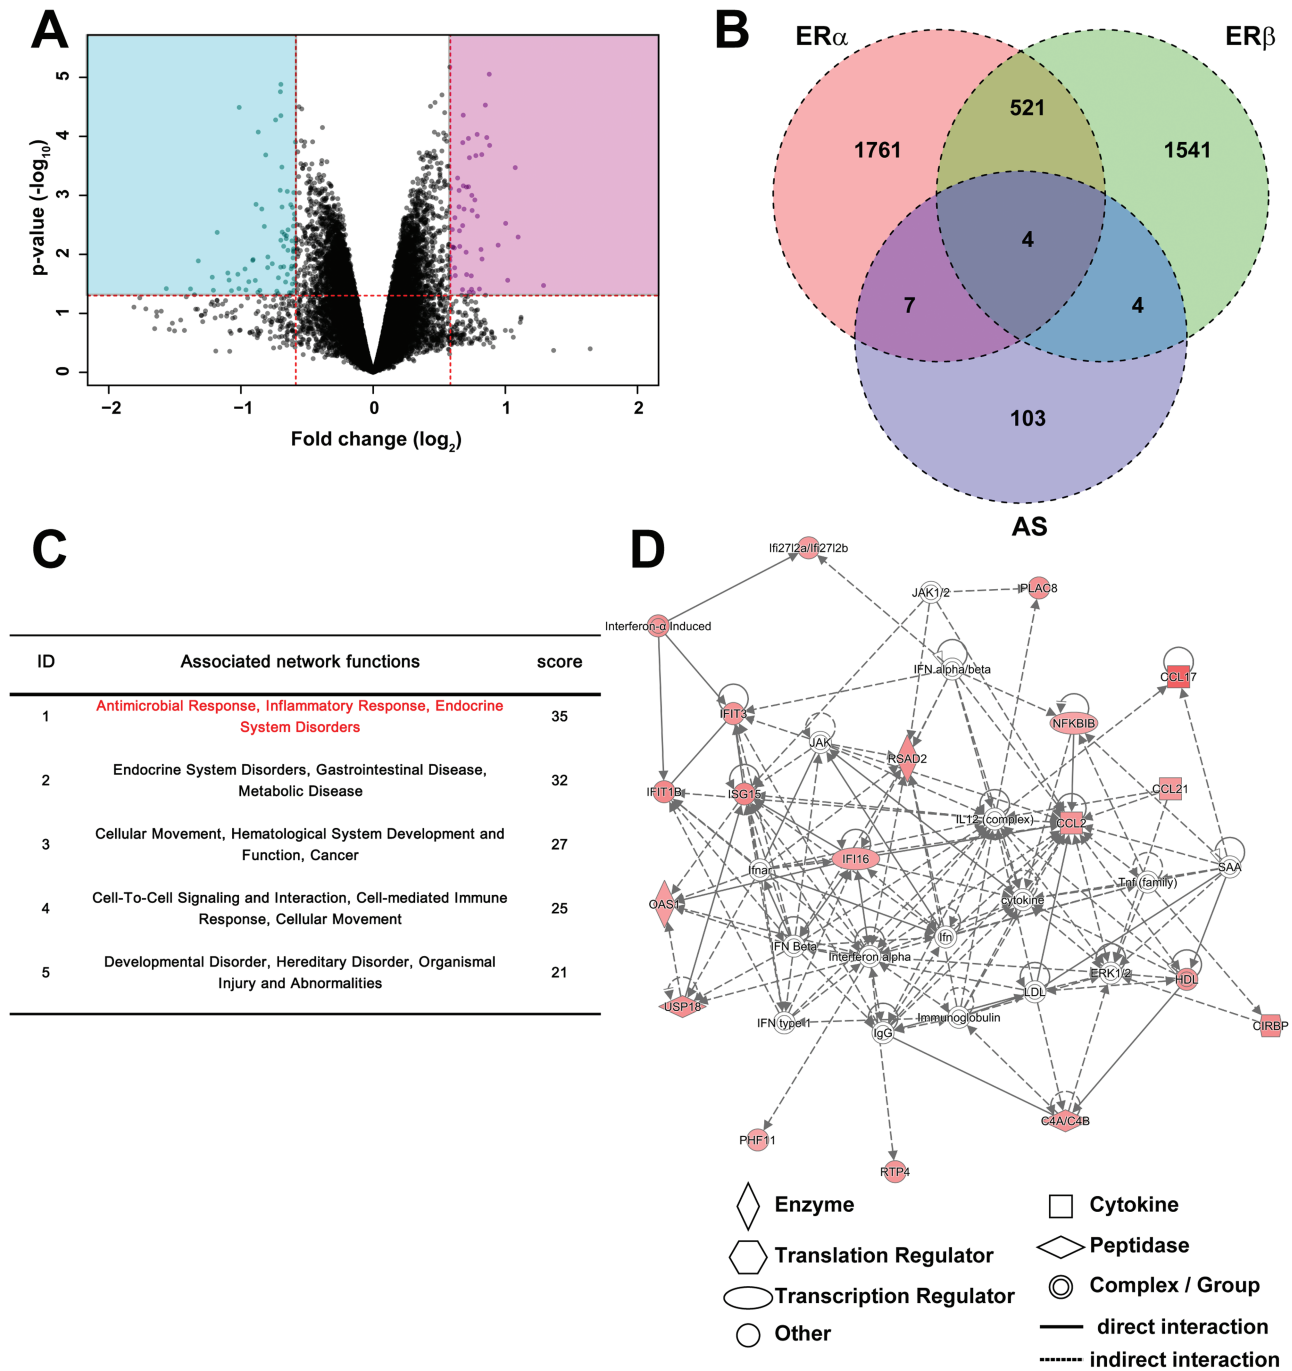 A
5
4
3
2
1
0
p-value (-log10)
−2
−1
0
1
2
Fold change (log2)
B
ERα
ERβ
521
1761
1541
4
7
4
103
AS
C
ID
Associated network functions
score
1
Antimicrobial Response, Inflammatory Response, Endocrine
System Disorders
35
2
Endocrine System Disorders, Gastrointestinal Disease,
Metabolic Disease
32
3
Cellular Movement, Hematological System Development and
Function, Cancer
27
4
Cell-To-Cell Signaling and Interaction, Cell-mediated Immune
Response, Cellular Movement
25
5
Developmental Disorder, Hereditary Disorder, Organismal
Injury and Abnormalities
21
D
Ifi27l2a/Ifi27l2b
JAK1/2
PLAC8
Interferon-α Induced
IFN alpha/beta
CCL17
IFIT3
NFKBIB
JAK
RSAD2
IFIT1B
ISG15
CCL21
IL12 (complex)
CCL2
IFI16
Ifnar
Tnf (family)
SAA
OAS1
cytokine
Ifn
IFN Beta
Interferon alpha
ERK1/2
HDL
LDL
USP18
IFN type 1
IgG
Immunoglobulin
CIRBP
C4A/C4B
PHF11
RTP4
Enzyme
Cytokine
Translation Regulator
Peptidase
Transcription Regulator
Complex / Group
Other
direct interaction
indirect interaction